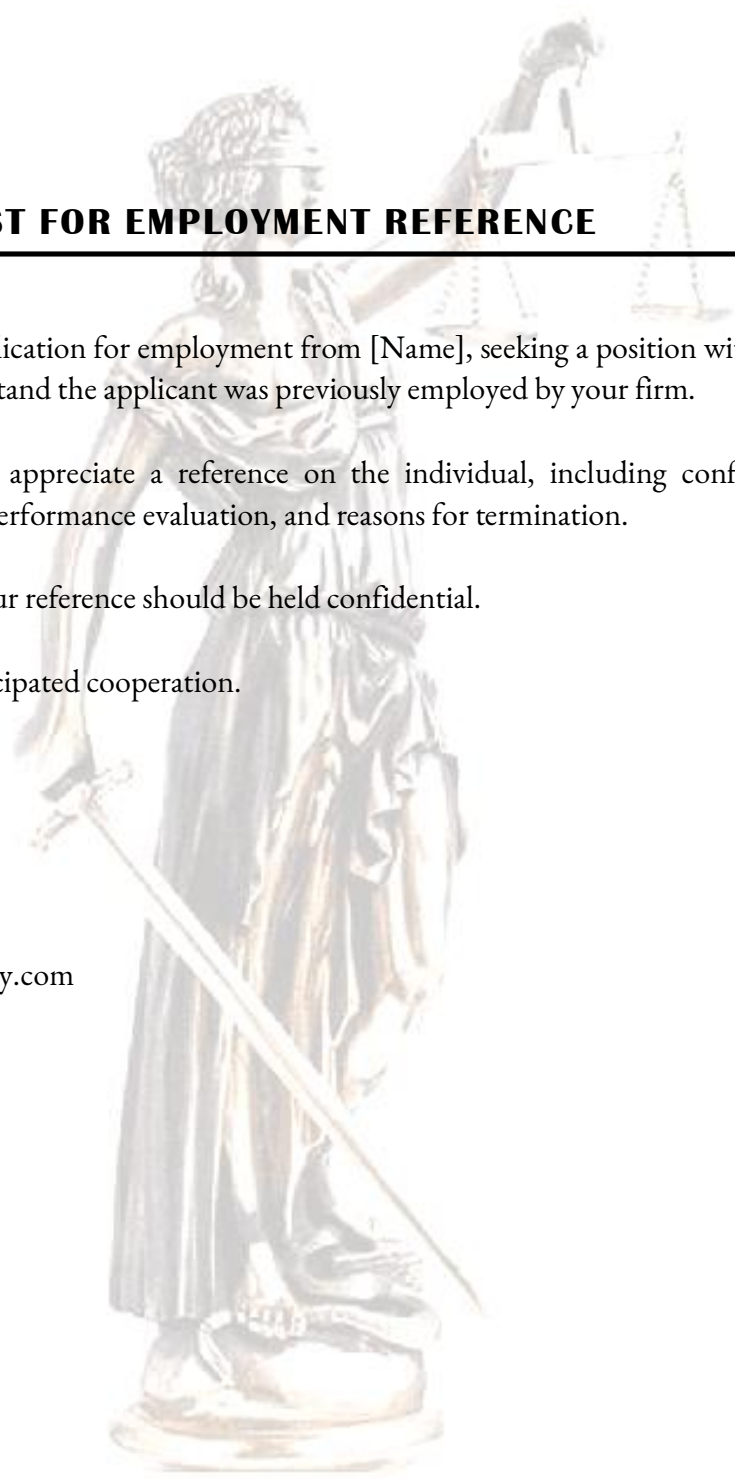 ST FOR EMPLOYMENT REFERENCE
lication for employment from [Name], seeking a position wi
tand the applicant was previously employed by your firm.
appreciate a reference on the individual, including conf
erformance evaluation, and reasons for termination.
ur reference should be held confidential.
cipated cooperation.
y.com